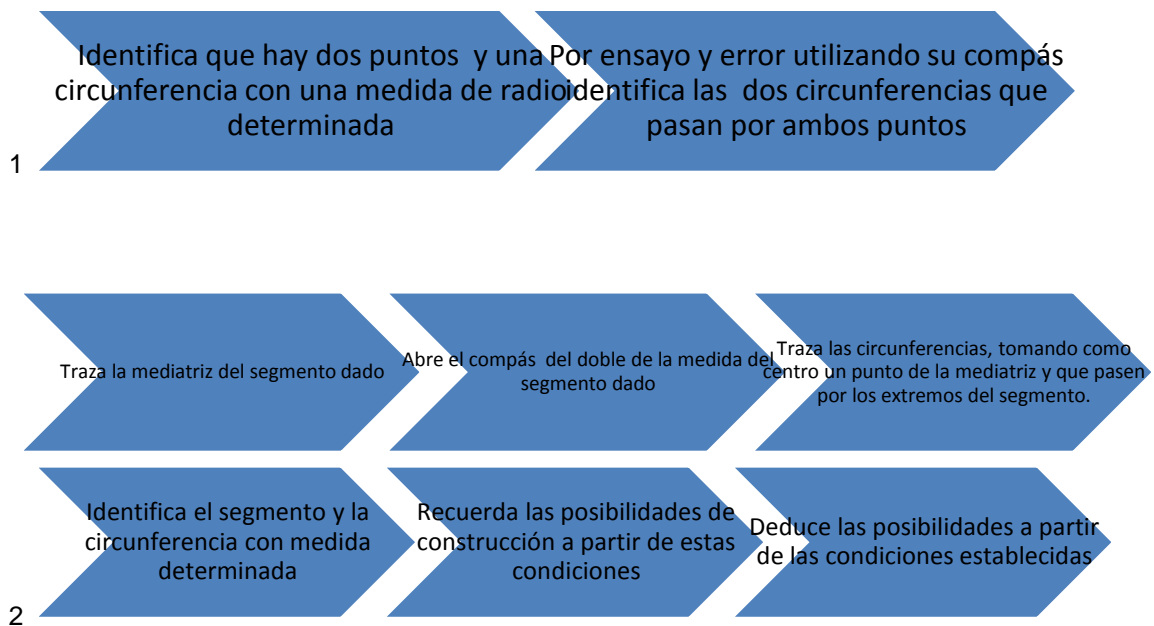 Identifica que hay dos puntos y una
circunferencia con una medida de radio
determinada
Por ensayo y error utilizando su compás
identifica las dos circunferencias que
pasan por ambos puntos
1
Traza la mediatriz del segmento dado
Abre el compás del doble de la medida del
segmento dado
Traza las circunferencias, tomando como
centro un punto de la mediatriz y que pasen
por los extremos del segmento.
Identifica el segmento y la
circunferencia con medida
determinada
Recuerda las posibilidades de
construcción a partir de estas
condiciones
Deduce las posibilidades a partir
de las condiciones establecidas
2